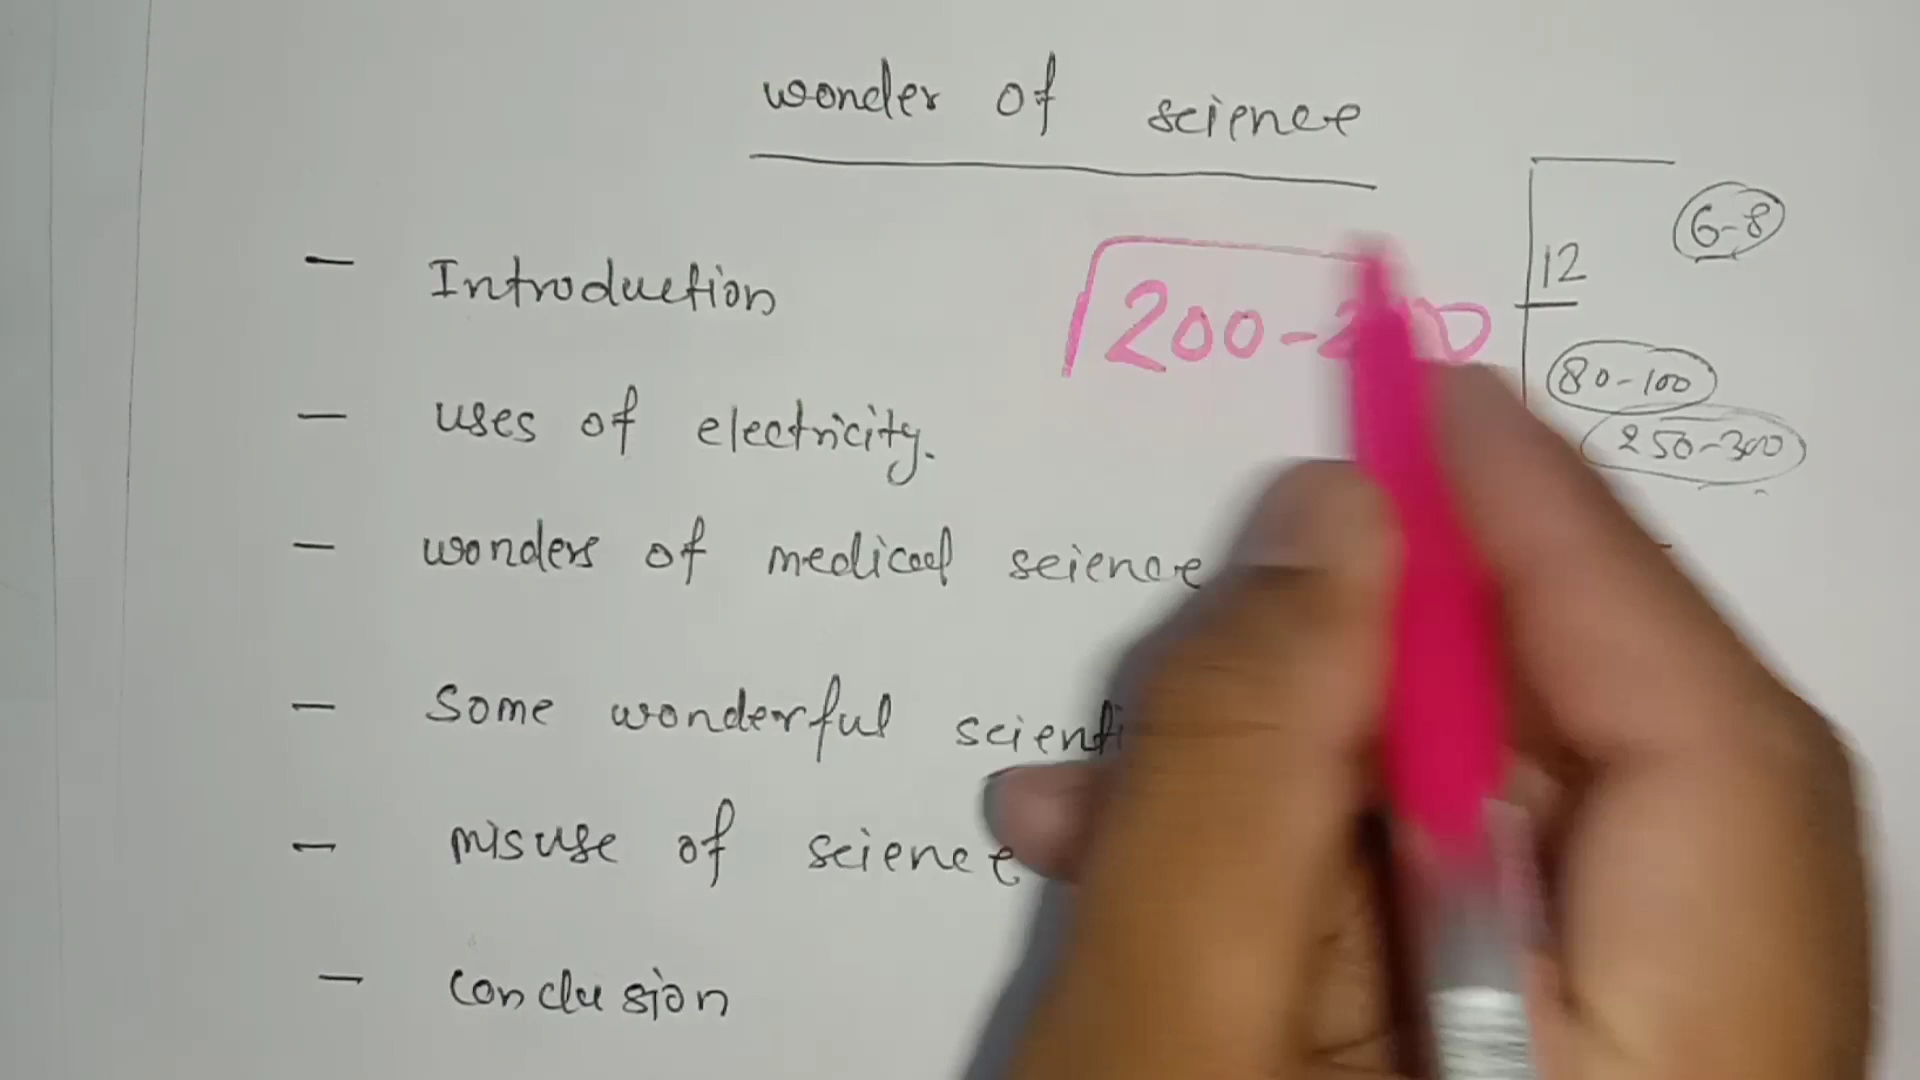 wonder of science
6-8
12
- Introduction
200-
80-100
- uses of electricity.
250-300
- wonders of medical science
- Some wonderful
- misuse of science
- conclusion